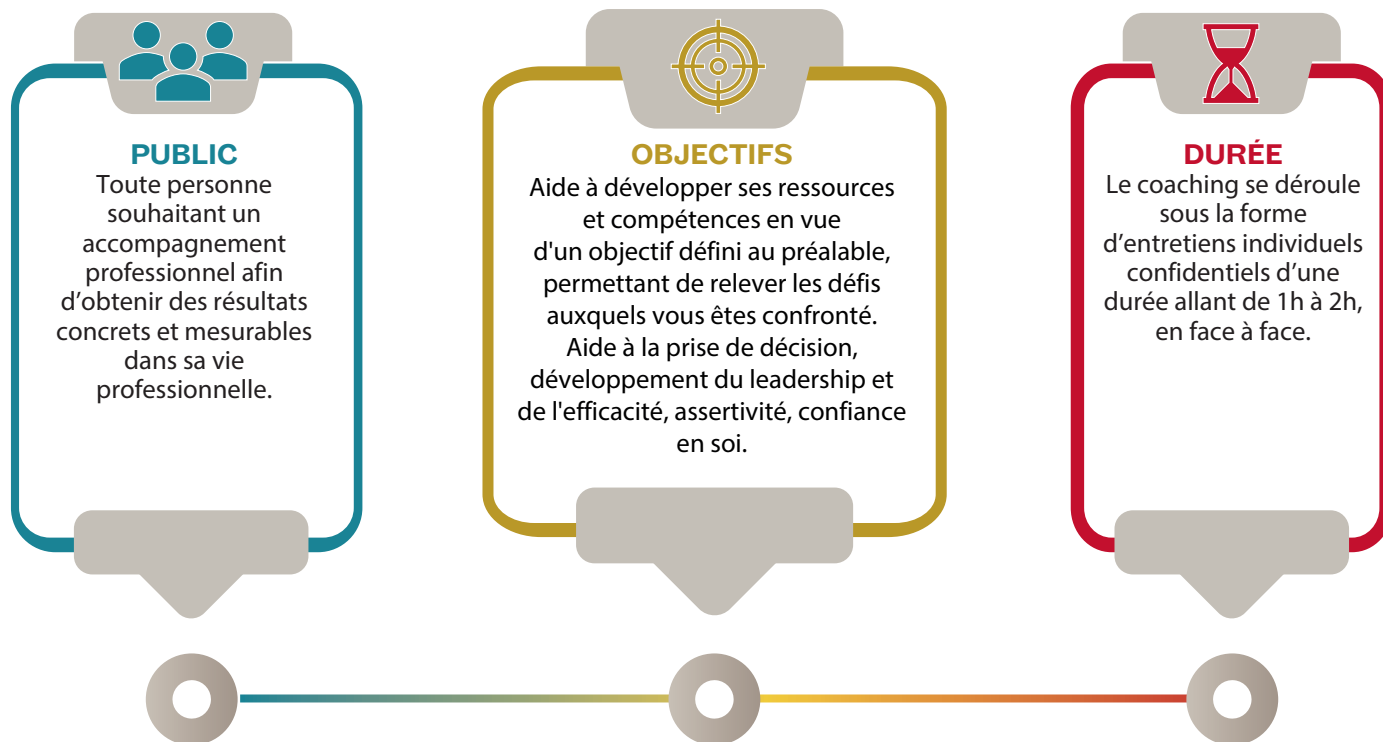 PUBLIC
Toute personne
souhaitant un
accompagnement
professionnel afin
d’obtenir des résultats
concrets et mesurables
dans sa vie
professionnelle.
OBJECTIFS
Aide à développer ses ressources
et compétences en vue
d'un objectif défini au préalable,
permettant de relever les défis
auxquels vous êtes confronté.
Aide à la prise de décision,
développement du leadership et
de l'efficacité, assertivité, confiance
en soi.
DURÉE
Le coaching se déroule
sous la forme
d’entretiens individuels
confidentiels d’une
durée allant de 1h à 2h,
en face à face.